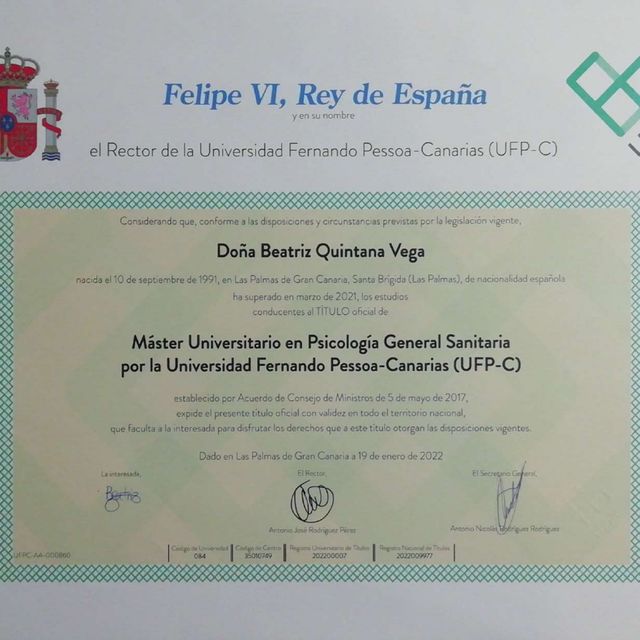 Felipe VI, Rey de España
y en su nombre
el Rector de la Universidad Fernando Pessoa-Canarias (UFP-C)
Considerando que, conforme a las disposiciones y circunstancias previstas por la legislación vigente,
Doña Beatriz Quintana Vega
nacida el 10 de septiembre de 1991, en Las Palmas de Gran Canaria, Santa Brígida (Las Palmas), de nacionalidad española
ha superado en marzo de 2021, los estudios
conducentes al TÍTULO oficial de
Máster Universitario en Psicología General Sanitaria
por la Universidad Fernando Pessoa-Canarias (UFP-C)
establecido por Acuerdo de Consejo de Ministros de 5 de mayo de 2017,
expide el presente título oficial con validez en todo el territorio nacional,
que faculta a la interesada para disfrutar los derechos que a este título otorgan las disposiciones vigentes.
Dado en Las Palmas de Gran Canaria a 19 de enero de 2022
La interesada, El Rector, El Secretario General,
Beatriz
Antonio José Rodríguez Pérez Antonio Nicolás Rodríguez Rodríguez
Código de Universidad Código de Centro Registro Universitario de Títulos Registro Nacional de Títulos
UFPC-AA-000860 084 35010749 202200007 2022009977